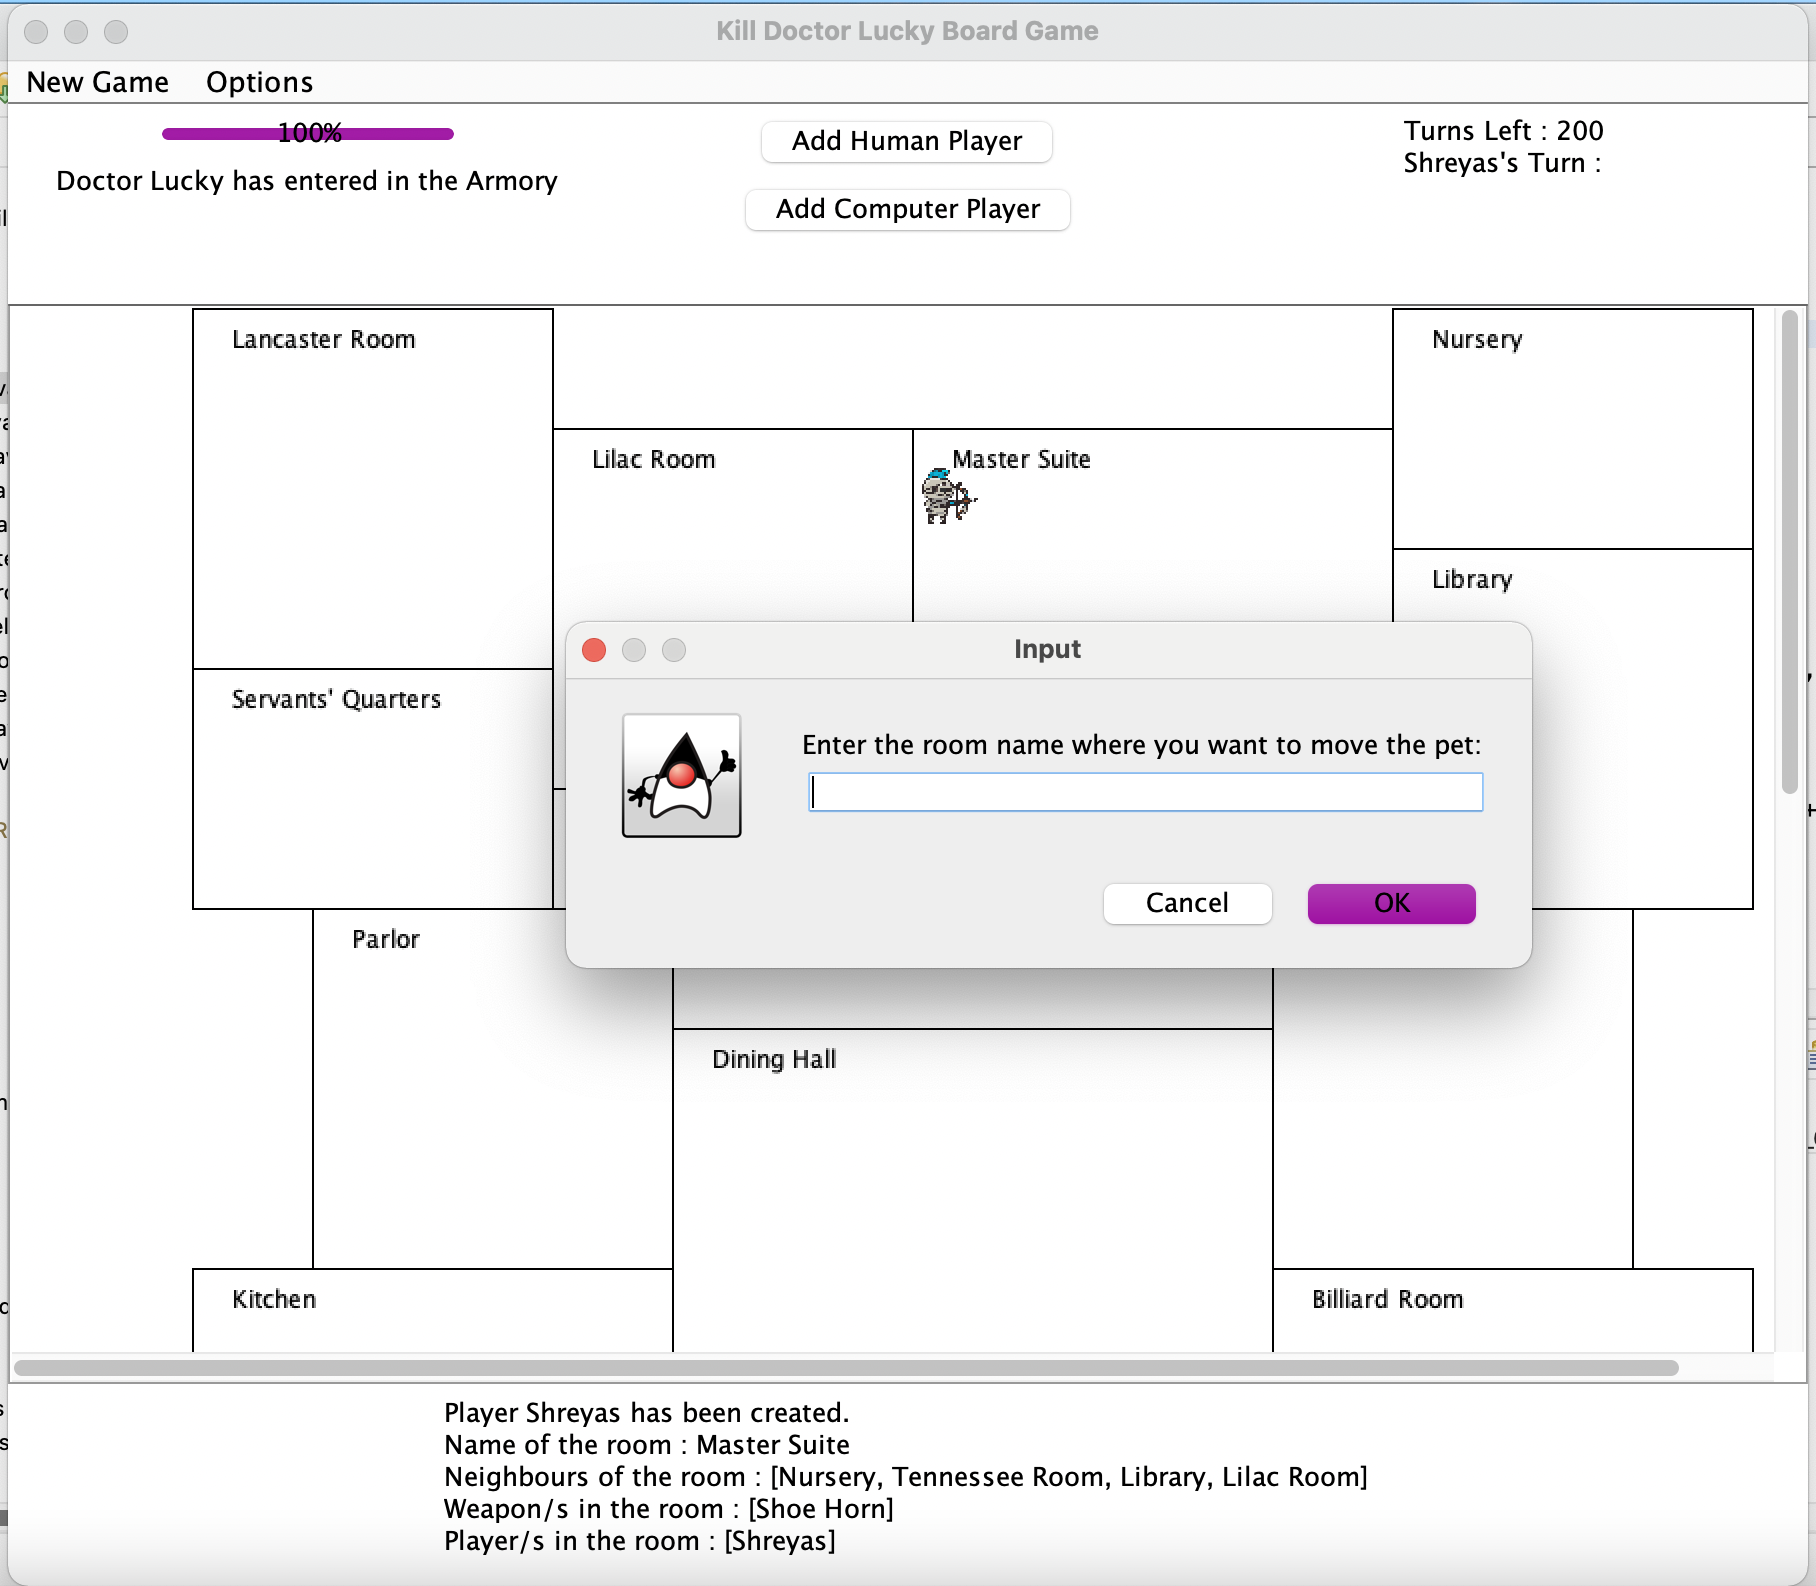 Kill Doctor Lucky Board Game
New Game Options
100%
Doctor Lucky has entered in the Armory
Add Human Player
Add Computer Player
Turns Left : 200
Shreyas's Turn :
Lancaster Room
Nursery
Lilac Room
Master Suite
Library
Servants' Quarters
Input
Enter the room name where you want to move the pet:
Cancel
OK
Parlor
Dining Hall
Kitchen
Billiard Room
Player Shreyas has been created.
Name of the room : Master Suite
Neighbours of the room : [Nursery, Tennessee Room, Library, Lilac Room]
Weapon/s in the room : [Shoe Horn]
Player/s in the room : [Shreyas]